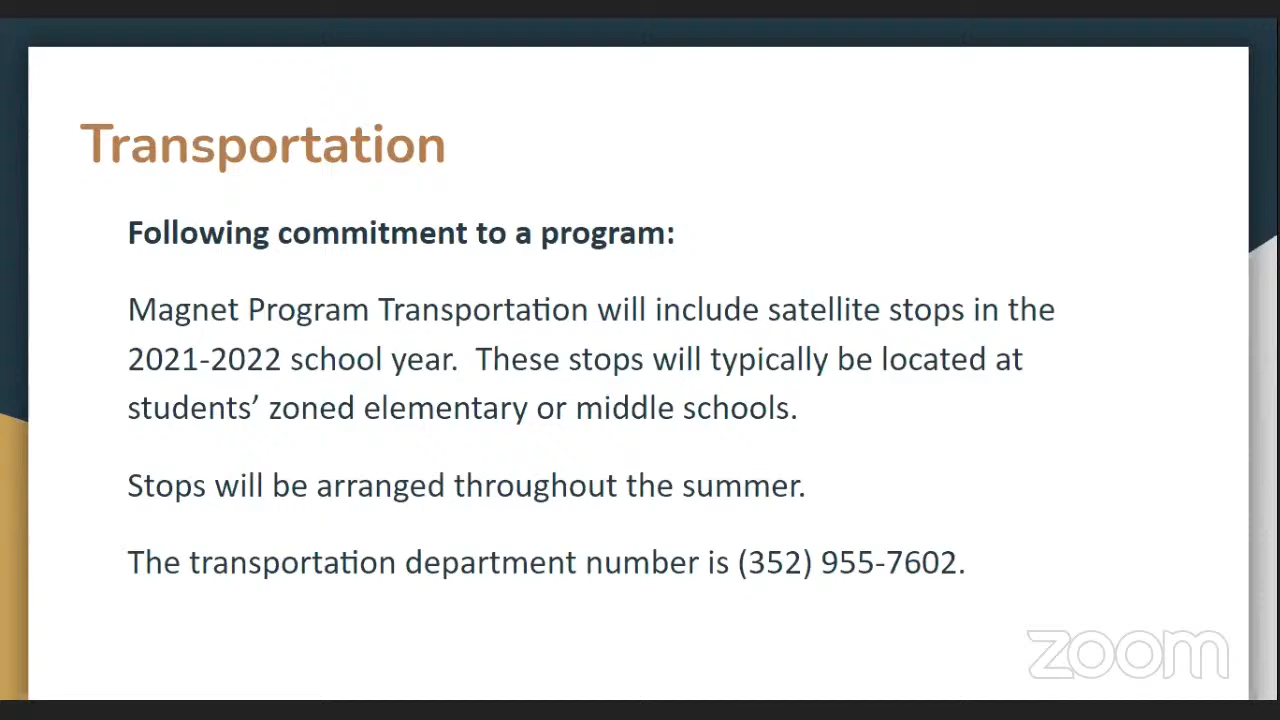 Transportation
Following commitment to a program:
Magnet Program Transportation will include satellite stops in the
2021-2022 school year.  These stops will typically be located at
students’ zoned elementary or middle schools.
Stops will be arranged throughout the summer.
The transportation department number is (352) 955-7602.
zoom